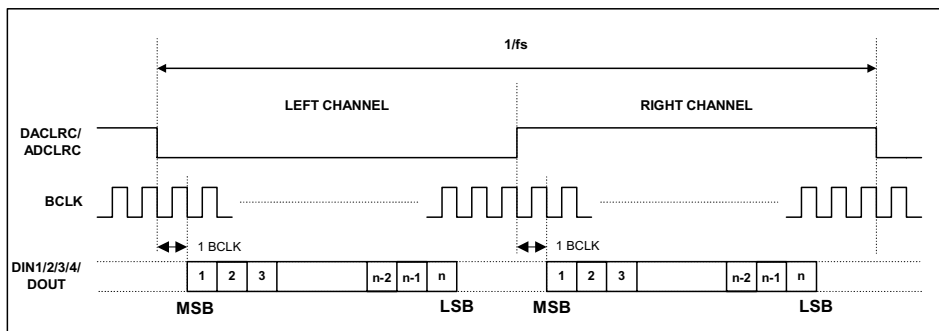 1/fs
LEFT CHANNEL RIGHT CHANNEL
DACLRC/
ADCLRC
BCLK
1 BCLK 1 BCLK
DIN1/2/3/4/
DOUT
1 2 3 n-2 n-1 n 1 2 3 n-2 n-1 n
MSB LSB MSB LSB